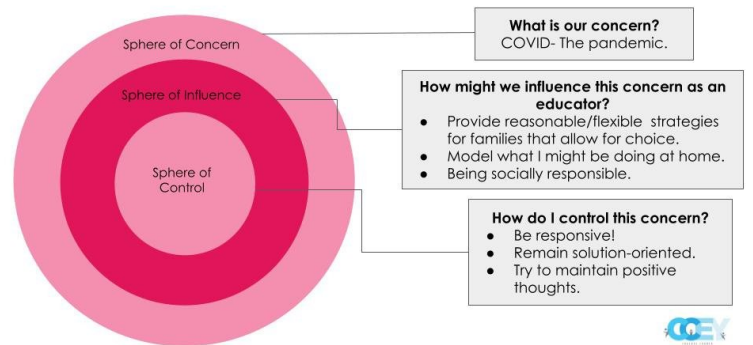 Sphere of Concern
Sphere of Influence
Sphere of
Control
What is our concern?
COVID- The pandemic.
How might we influence this concern as an
educator?
● Provide reasonable/flexible strategies
for families that allow for choice.
● Model what I might be doing at home.
● Being socially responsible.
How do I control this concern?
● Be responsive!
● Remain solution-oriented.
● Try to maintain positive
thoughts.
CCEY